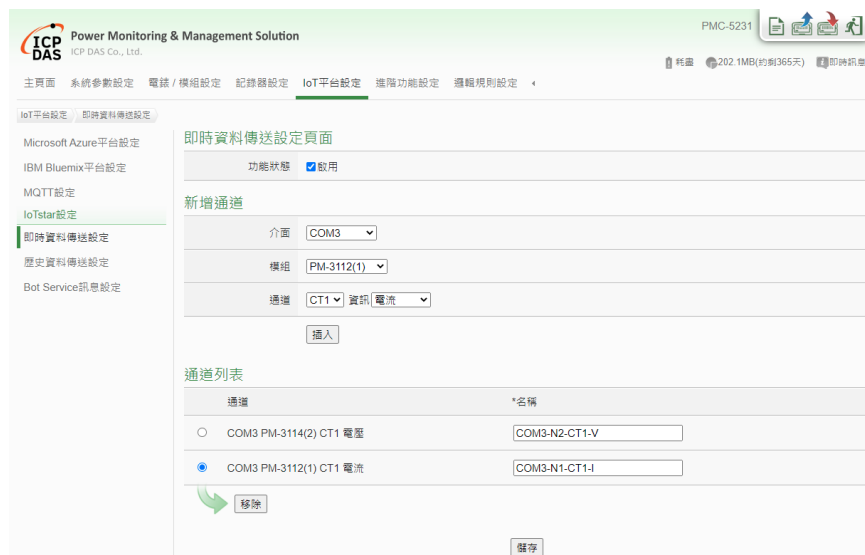 ICP DAS
Power Monitoring & Management Solution
ICP DAS Co., Ltd.
PMC-5231
耗盡 202.1MB(約剩365天) 即時訊息
主頁面 系統參數設定 電錶 / 模組設定 記錄器設定 IoT平台設定 進階功能設定 邏輯規則設定
IoT平台設定 即時資料傳送設定
Microsoft Azure平台設定
IBM Bluemix平台設定
MQTT設定
IoTstar設定
即時資料傳送設定
歷史資料傳送設定
Bot Service訊息設定
即時資料傳送設定頁面
功能狀態 啟用
新增通道
介面 COM3
模組 PM-3112(1)
通道 CT1 資訊 電流
插入
通道列表
通道 *名稱
COM3 PM-3114(2) CT1 電壓 COM3-N2-CT1-V
COM3 PM-3112(1) CT1 電流 COM3-N1-CT1-I
移除
儲存